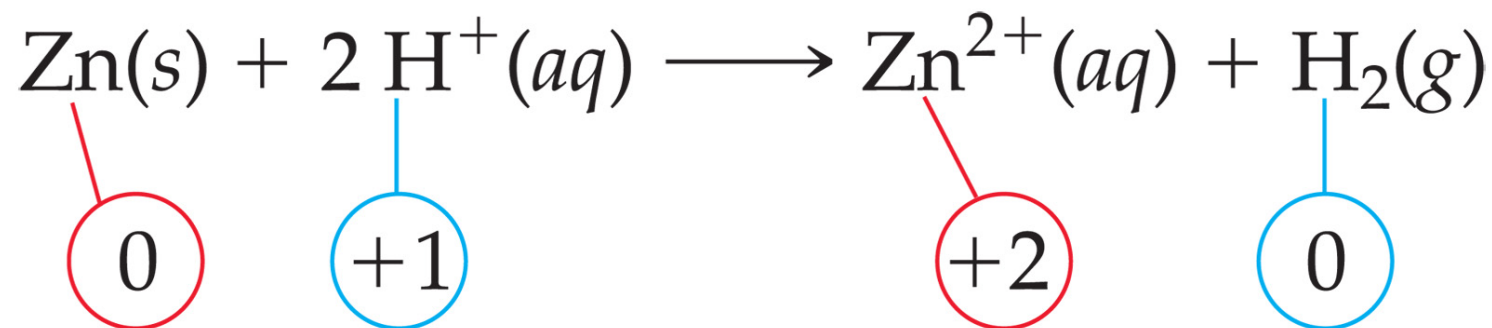 Zn(s) + 2 H⁺(aq) ⟶ Zn²⁺(aq) + H₂(g)
0 +1 +2 0